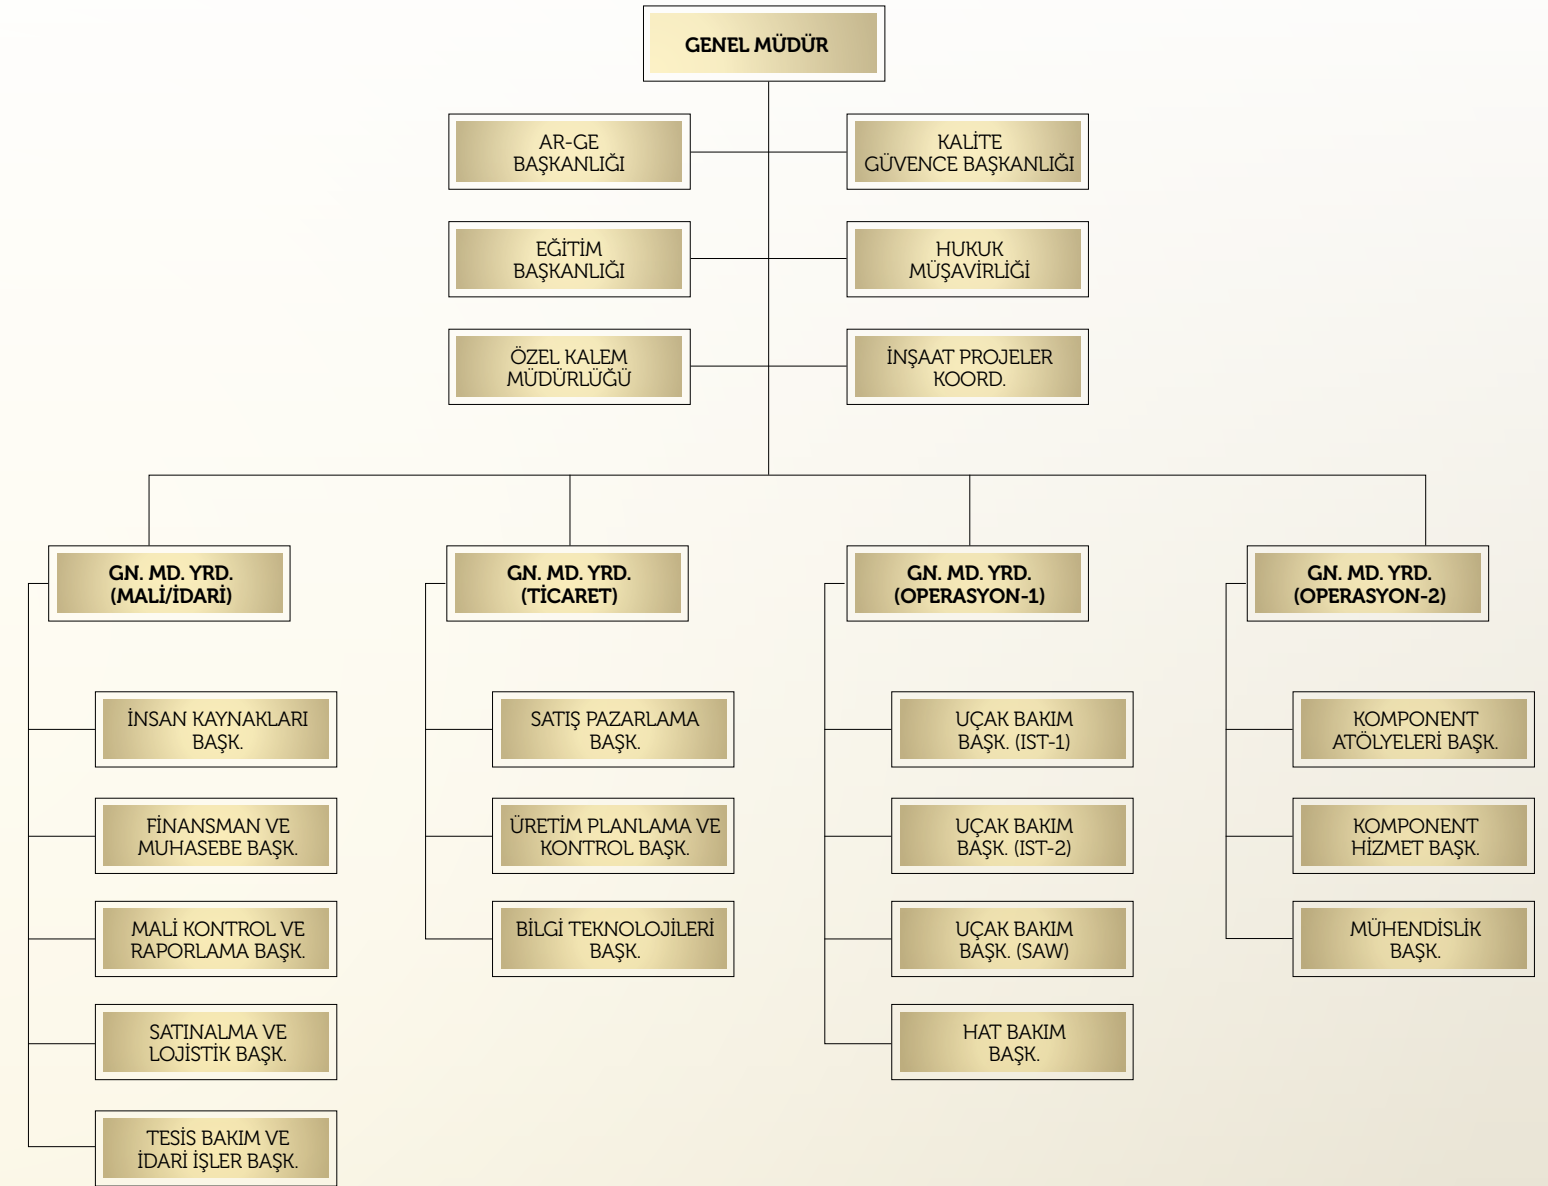 GENEL MÜDÜR
AR-GE
BAŞKANLIĞI
KALİTE
GÜVENCE BAŞKANLIĞI
EĞİTİM
BAŞKANLIĞI
HUKUK
MÜŞAVİRLİĞİ
ÖZEL KALEM
MÜDÜRLÜĞÜ
İNŞAAT PROJELER
KOORD.
GN. MD. YRD.
(MALİ/İDARİ)
İNSAN KAYNAKLARI
BAŞK.
FİNANSMAN VE
MUHASEBE BAŞK.
MALİ KONTROL VE
RAPORLAMA BAŞK.
SATINALMA VE
LOJİSTİK BAŞK.
TESİS BAKIM VE
İDARİ İŞLER BAŞK.
GN. MD. YRD.
(TİCARET)
SATIŞ PAZARLAMA
BAŞK.
ÜRETİM PLANLAMA VE
KONTROL BAŞK.
BİLGİ TEKNOLOJİLERİ
BAŞK.
GN. MD. YRD.
(OPERASYON-1)
UÇAK BAKIM
BAŞK. (IST-1)
UÇAK BAKIM
BAŞK. (IST-2)
UÇAK BAKIM
BAŞK. (SAW)
HAT BAKIM
BAŞK.
GN. MD. YRD.
(OPERASYON-2)
KOMPONENT
ATÖLYELERİ BAŞK.
KOMPONENT
HİZMET BAŞK.
MÜHENDİSLİK
BAŞK.